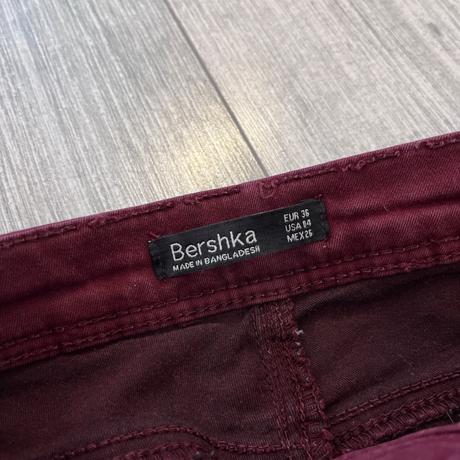 Bershka
MADE IN BANGLADESH
EUR 36
USA 04
MEX 26